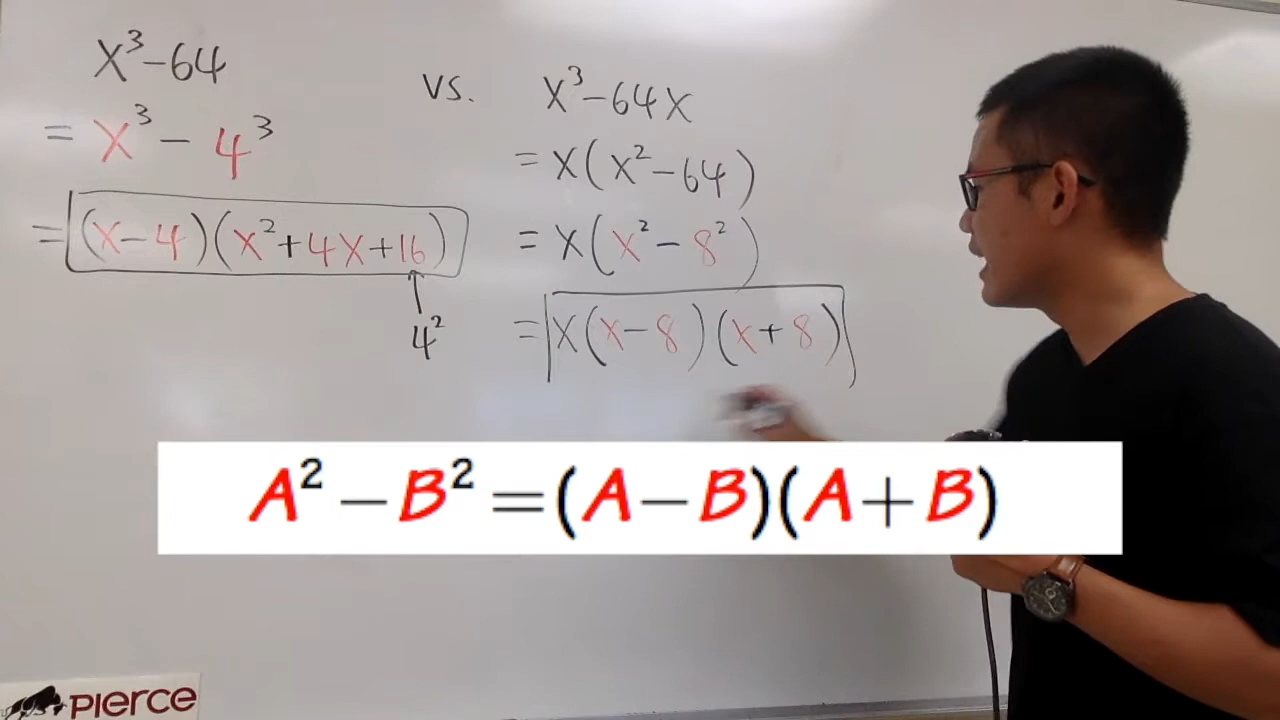 x³-64
= x³ - 4³
= (x-4)(x²+4x+16)
↑
4²
vs.
x³-64x
= x(x²-64)
= x(x²-8²)
= x(x-8)(x+8)
A²-B²=(A-B)(A+B)
PIERCE